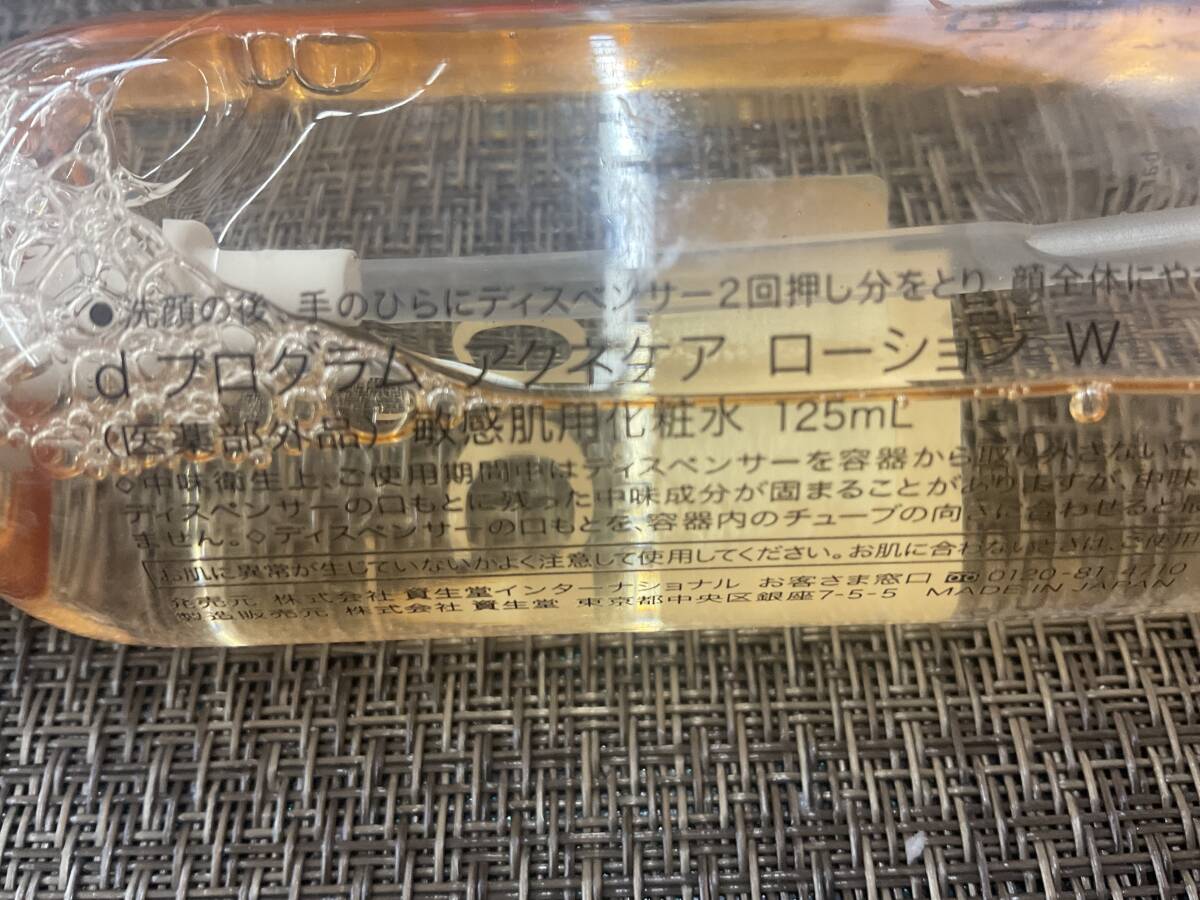 ●洗顔の後、手のひらにディスペンサー2回押し分をとり、顔全体にや
d プログラム アクネケア ローション W
(医薬部外品) 敏感肌用化粧水 125mL
◇中味衛生上、ご使用期間中はディスペンサーを容器から取り外さないで
ディスペンサーの口もとに残った中味成分が固まることがありますが、中味
ません。◇ディスペンサーの口もとを、容器内のチューブの向きに合わせると
お肌に異常が生じていないかよく注意して使用してください。お肌に合わないときは、ご使用
発売元 株式会社 資生堂インターナショナル お客さま窓口 0120-81-4710
製造販売元 株式会社 資生堂 東京都中央区銀座7-5-5 MADE IN JAPAN